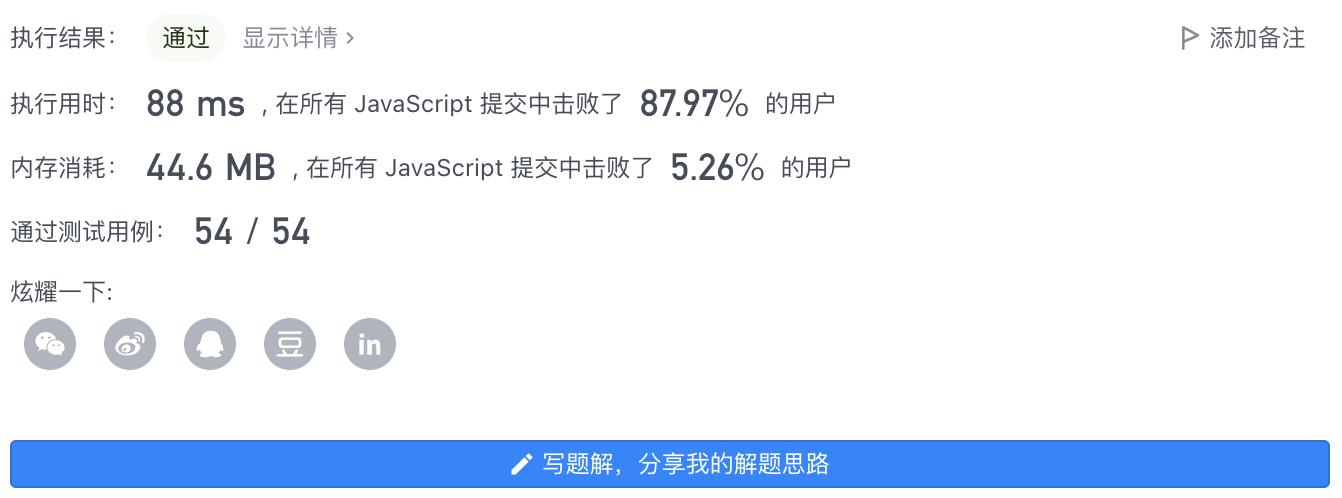 执行结果： 通过 显示详情 › 添加备注
执行用时： 88 ms , 在所有 JavaScript 提交中击败了 87.97% 的用户
内存消耗： 44.6 MB , 在所有 JavaScript 提交中击败了 5.26% 的用户
通过测试用例： 54 / 54
炫耀一下:
豆 in
写题解，分享我的解题思路